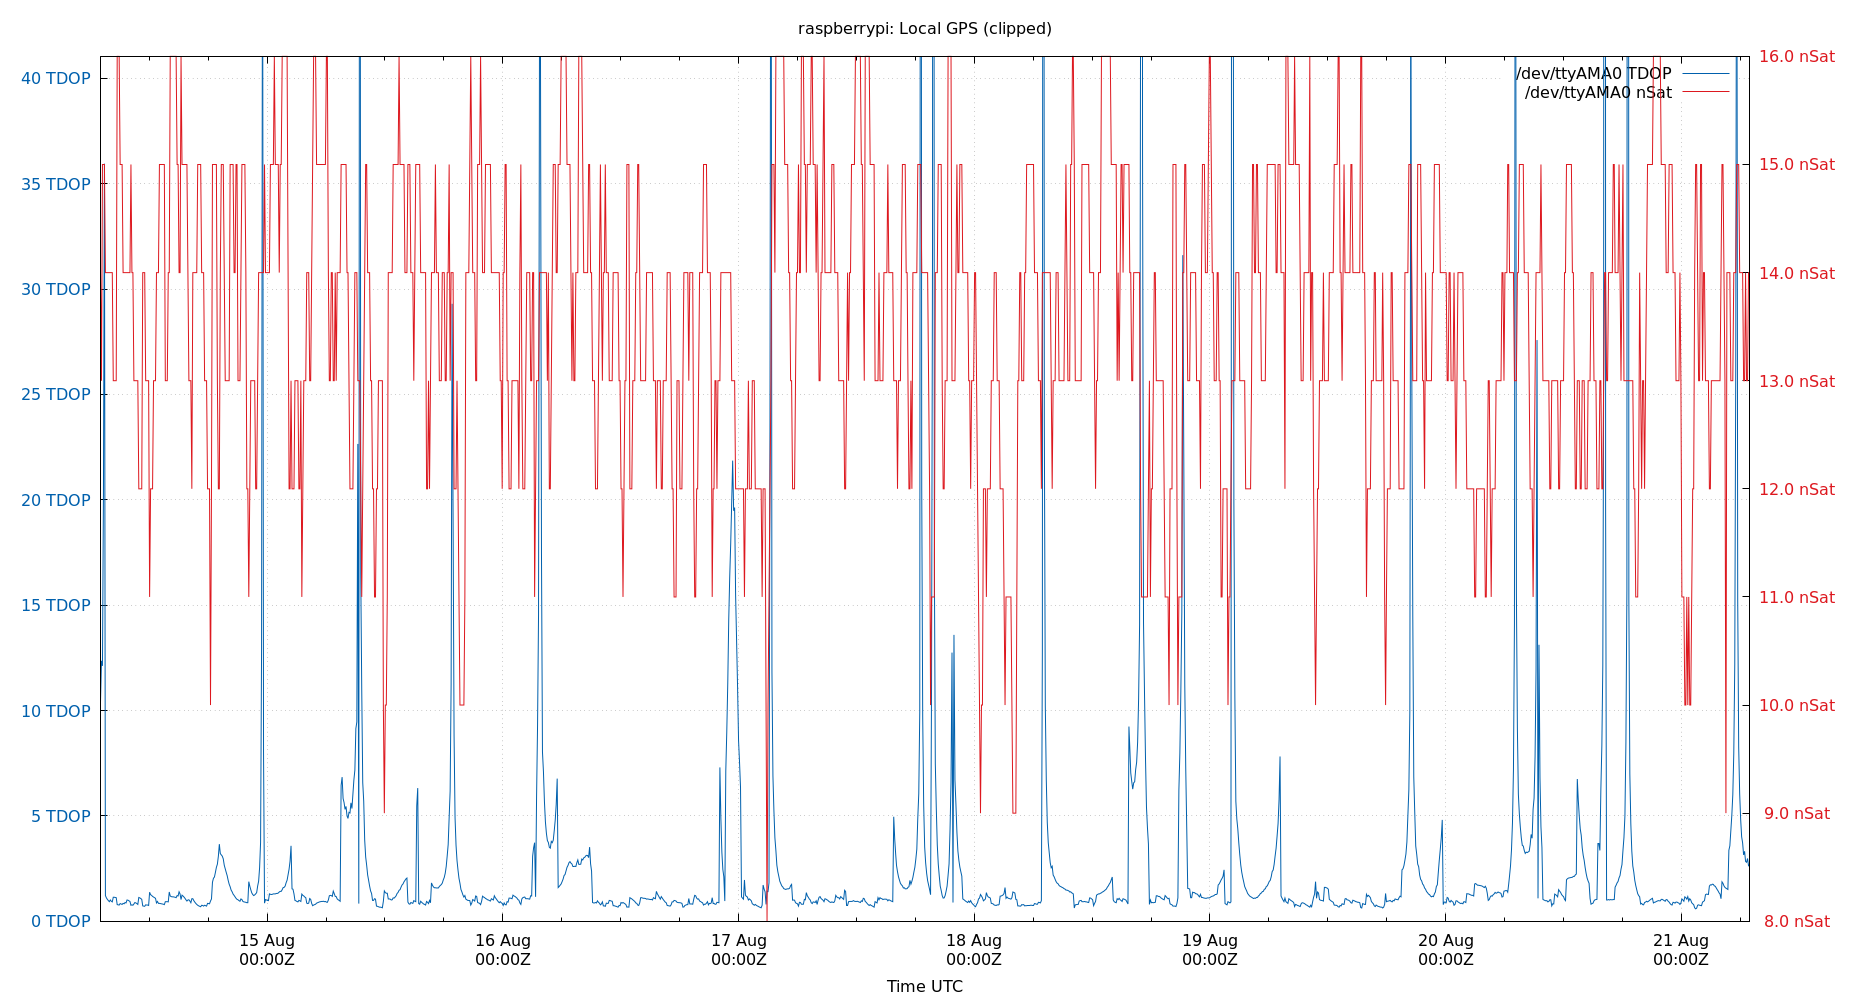 raspberrypi: Local GPS (clipped)
40 TDOP
35 TDOP
30 TDOP
25 TDOP
20 TDOP
15 TDOP
10 TDOP
5 TDOP
0 TDOP
16.0 nSat
15.0 nSat
14.0 nSat
13.0 nSat
12.0 nSat
11.0 nSat
10.0 nSat
9.0 nSat
8.0 nSat
/dev/ttyAMA0 TDOP
/dev/ttyAMA0 nSat
15 Aug
00:00Z
16 Aug
00:00Z
17 Aug
00:00Z
18 Aug
00:00Z
19 Aug
00:00Z
20 Aug
00:00Z
21 Aug
00:00Z
Time UTC